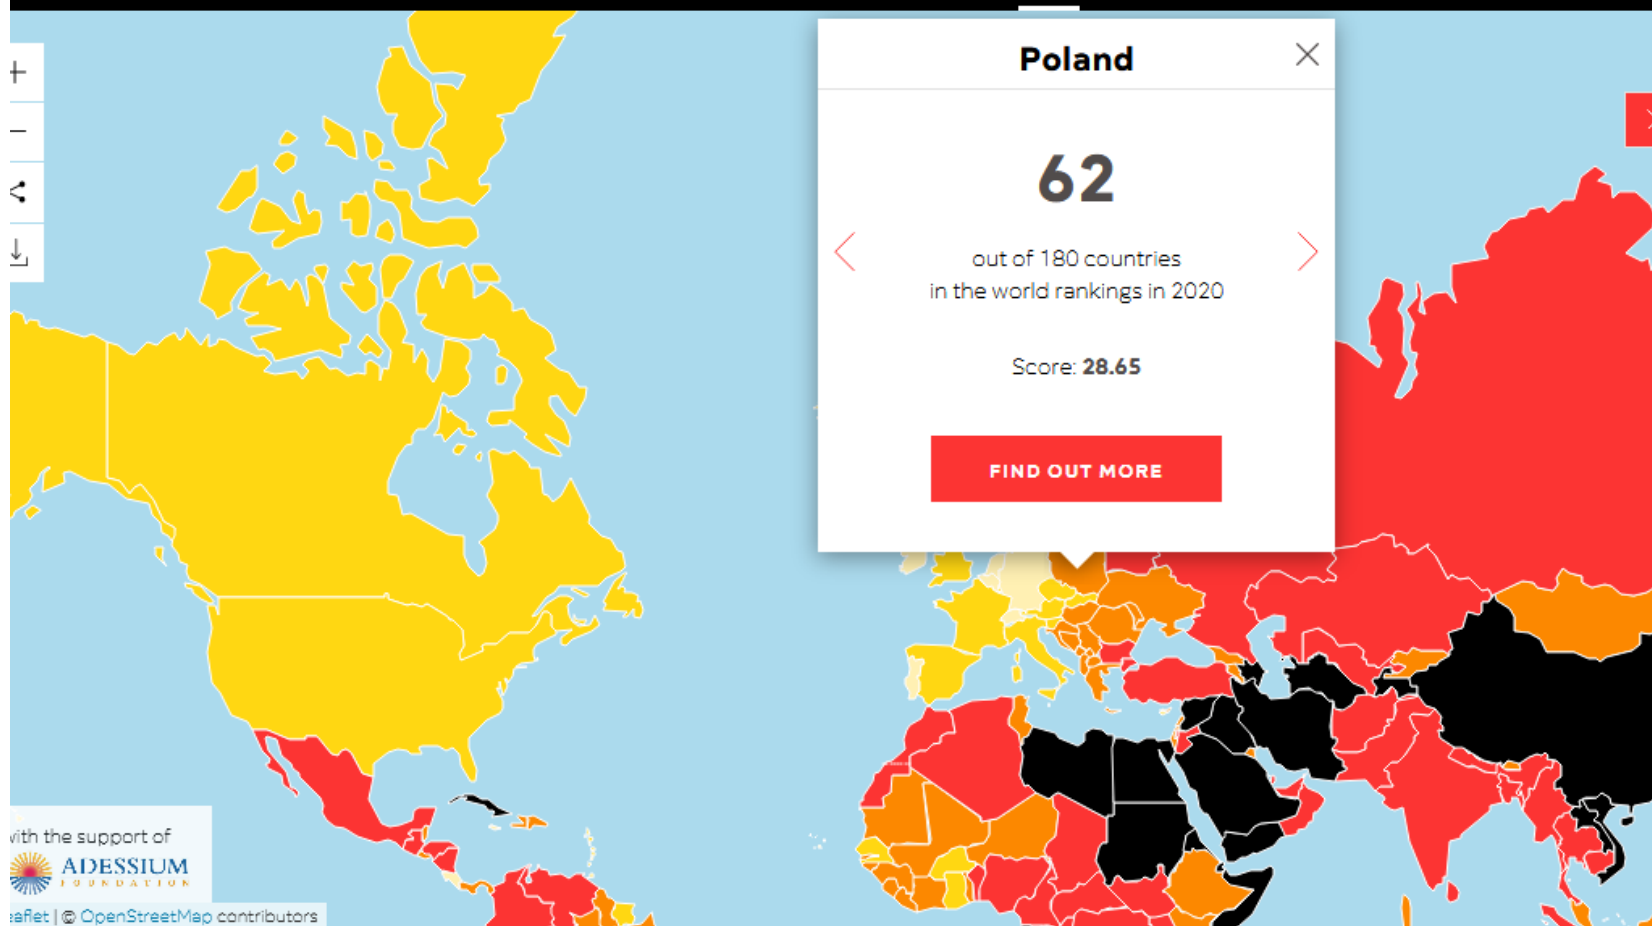 Poland
62
out of 180 countries
in the world rankings in 2020
Score: 28.65
FIND OUT MORE
with the support of
ADESSIUM
FOUNDATION
eaflet | © OpenStreetMap contributors